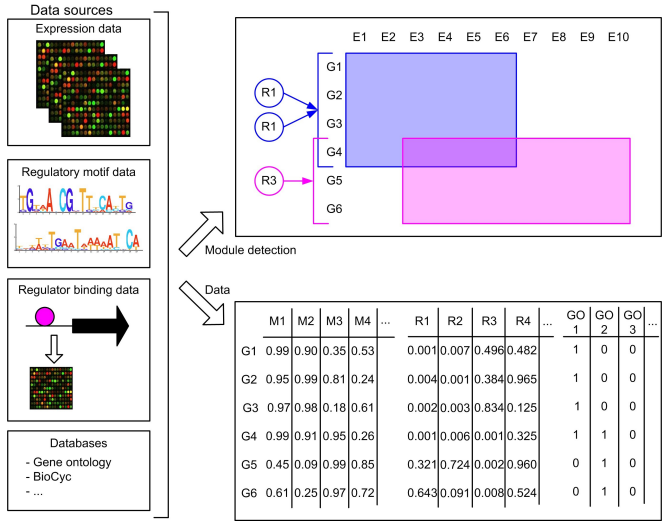 Data sources
Expression data
Regulatory motif data
TG A CG TT CA TG
TGAATAAAAATCA
Regulator binding data
Databases
- Gene ontology
- BioCyc
- ...
Module detection
Data
E1 E2 E3 E4 E5 E6 E7 E8 E9 E10
G1
R1
G2
R1
G3
G4
R3
G5
G6
M1 M2 M3 M4 ... R1 R2 R3 R4 ... GO 1 GO 2 GO 3 ...
G1 0.99 0.90 0.35 0.53 0.001 0.007 0.496 0.482 1 0 0
G2 0.95 0.99 0.81 0.24 0.004 0.001 0.384 0.965 1 0 0
G3 0.97 0.98 0.18 0.61 0.002 0.003 0.834 0.125 1 0 0
G4 0.99 0.91 0.95 0.26 0.001 0.006 0.001 0.325 1 1 0
G5 0.45 0.09 0.99 0.85 0.321 0.724 0.002 0.960 0 1 0
G6 0.61 0.25 0.97 0.72 0.643 0.091 0.008 0.524 0 1 0